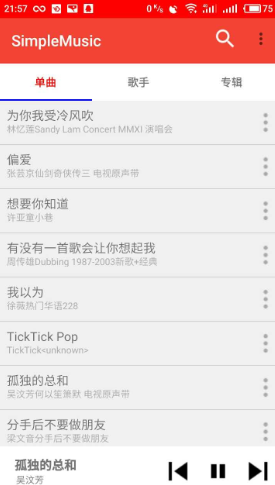 21:57
0 K/s
75
SimpleMusic
单曲
歌手
专辑
为你我受冷风吹
林忆莲Sandy Lam Concert MMXI 演唱会
偏爱
张芸京仙剑奇侠传三 电视原声带
想要你知道
许亚童小巷
有没有一首歌会让你想起我
周传雄Dubbing 1987-2003新歌+经典
我以为
徐薇热门华语228
TickTick Pop
TickTick<unknown>
孤独的总和
吴汶芳何以笙箫默 电视原声带
分手后不要做朋友
梁文音分手后不要做朋友
孤独的总和
吴汶芳